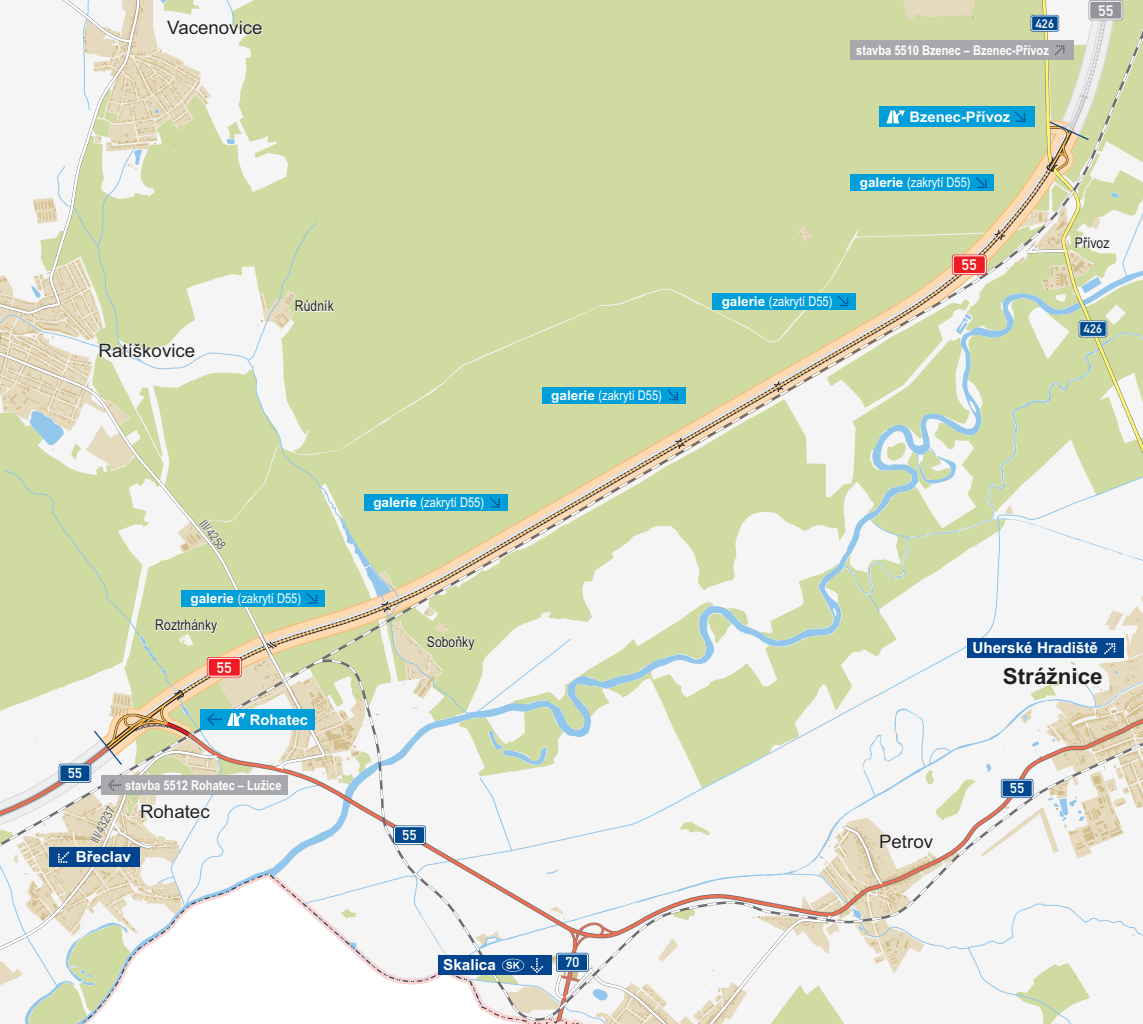 55
Vacenovice
426
stavba 5510 Bzenec – Bzenec-Přívoz
Bzenec-Přívoz
galerie (zakrytí D55)
Přívoz
55
galerie (zakrytí D55)
Rúdník
426
Ratíškovice
galerie (zakrytí D55)
galerie (zakrytí D55)
III/4258
galerie (zakrytí D55)
Roztrhánky
Soboňky
Uherské Hradiště
55
Strážnice
Rohatec
55
stavba 5512 Rohatec – Lužice
55
Rohatec
III/43237
55
Petrov
Břeclav
Skalica SK
70